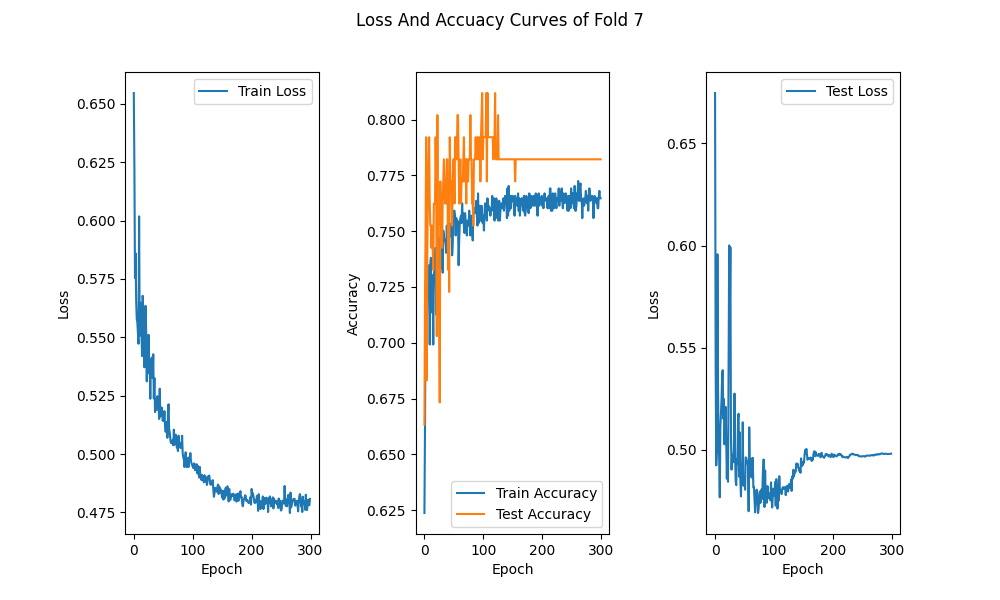 Loss And Accuacy Curves of Fold 7
Train Loss
0.650
0.625
0.600
0.575
0.550
0.525
0.500
0.475
Loss
0 100 200 300
Epoch
0.800
0.775
0.750
0.725
0.700
0.675
0.650
0.625
Accuracy
Train Accuracy
Test Accuracy
0 100 200 300
Epoch
Test Loss
0.65
0.60
0.55
0.50
Loss
0 100 200 300
Epoch